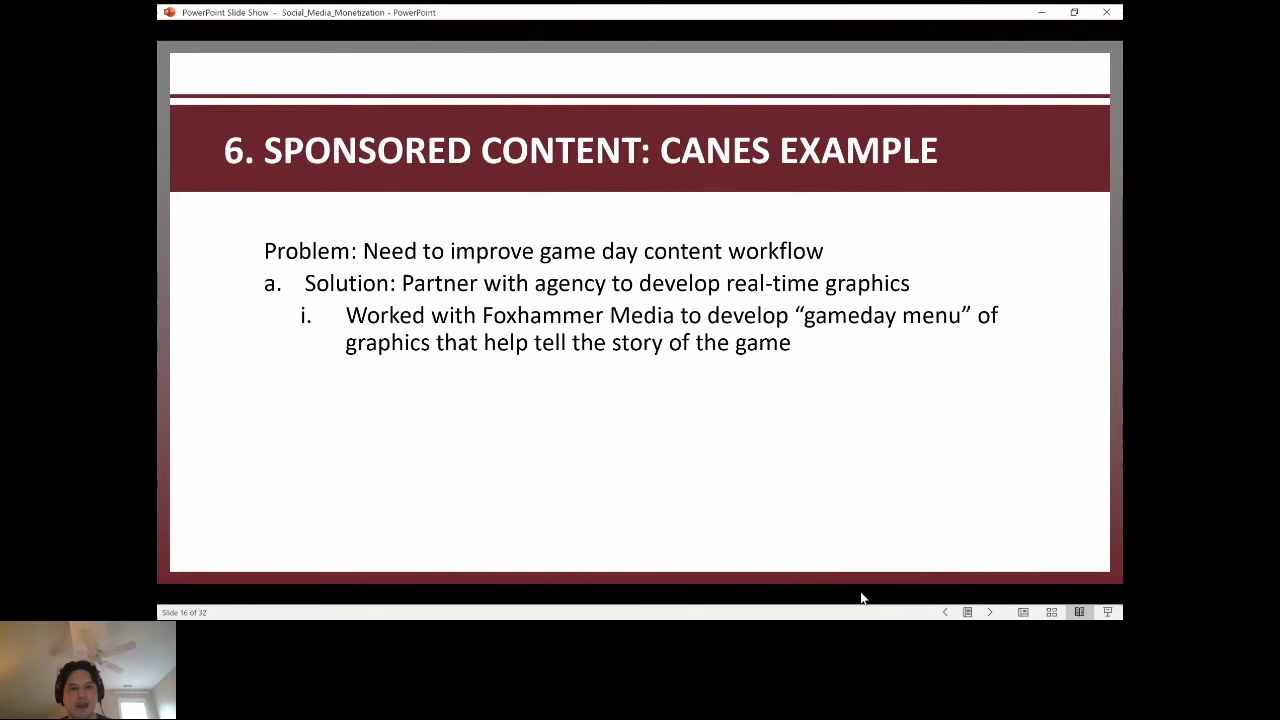 PowerPoint Slide Show - Social_Media_Monetization - PowerPoint
6. SPONSORED CONTENT: CANES EXAMPLE
Problem: Need to improve game day content workflow
a. Solution: Partner with agency to develop real-time graphics
i. Worked with Foxhammer Media to develop “gameday menu” of
graphics that help tell the story of the game
Slide 16 of 32